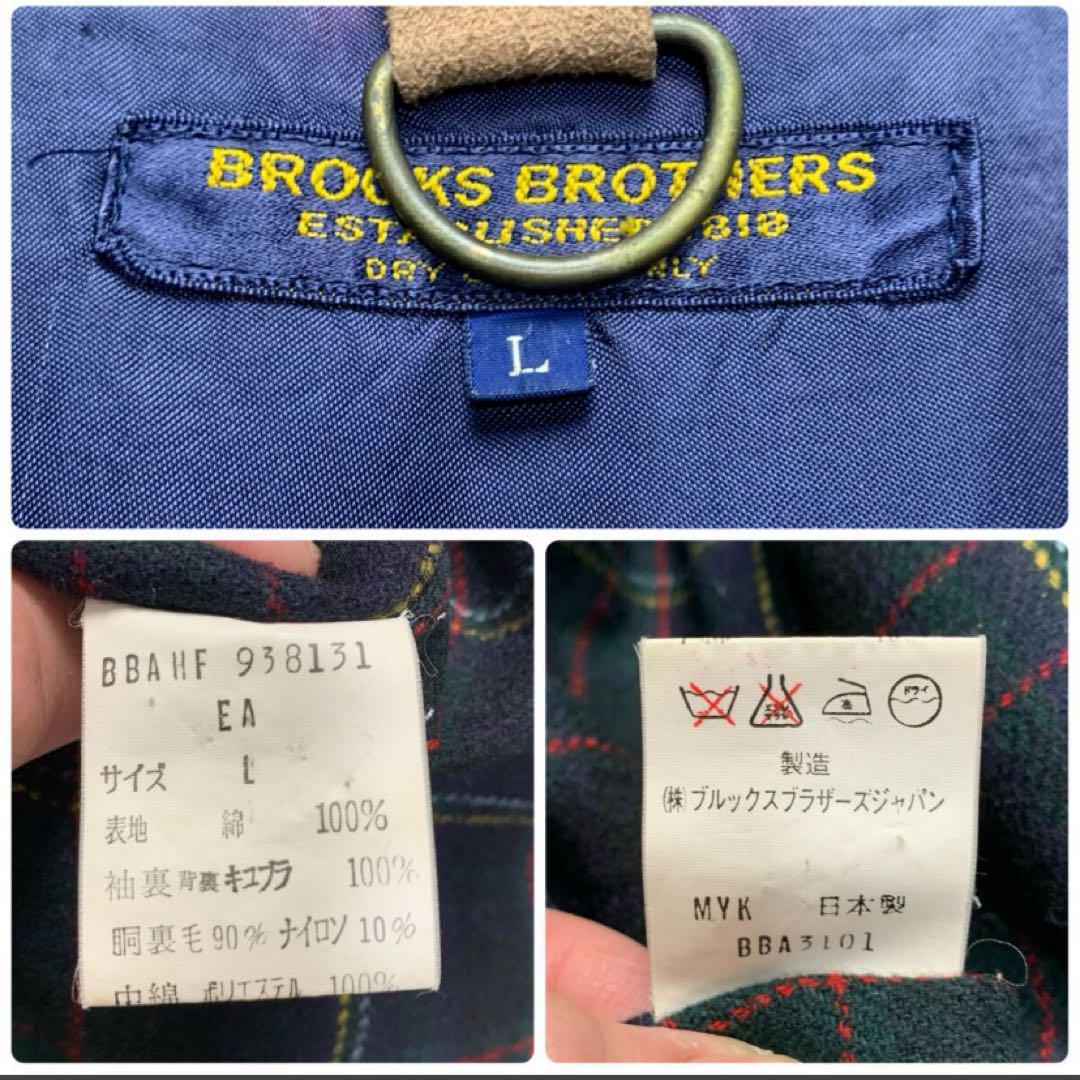 BROOKS BROTHERS
ESTABLISHED 1818
DRY CLEAN ONLY
L
BBAHF 938131
EA
サイズ L
表地 綿 100%
袖裏 背裏 キュプラ 100%
胴裏 毛 90% ナイロン 10%
中綿 ポリエステル 100%
高 ドライ
製造
(株)ブルックスブラザーズジャパン
MYK 日本製
BBA3101